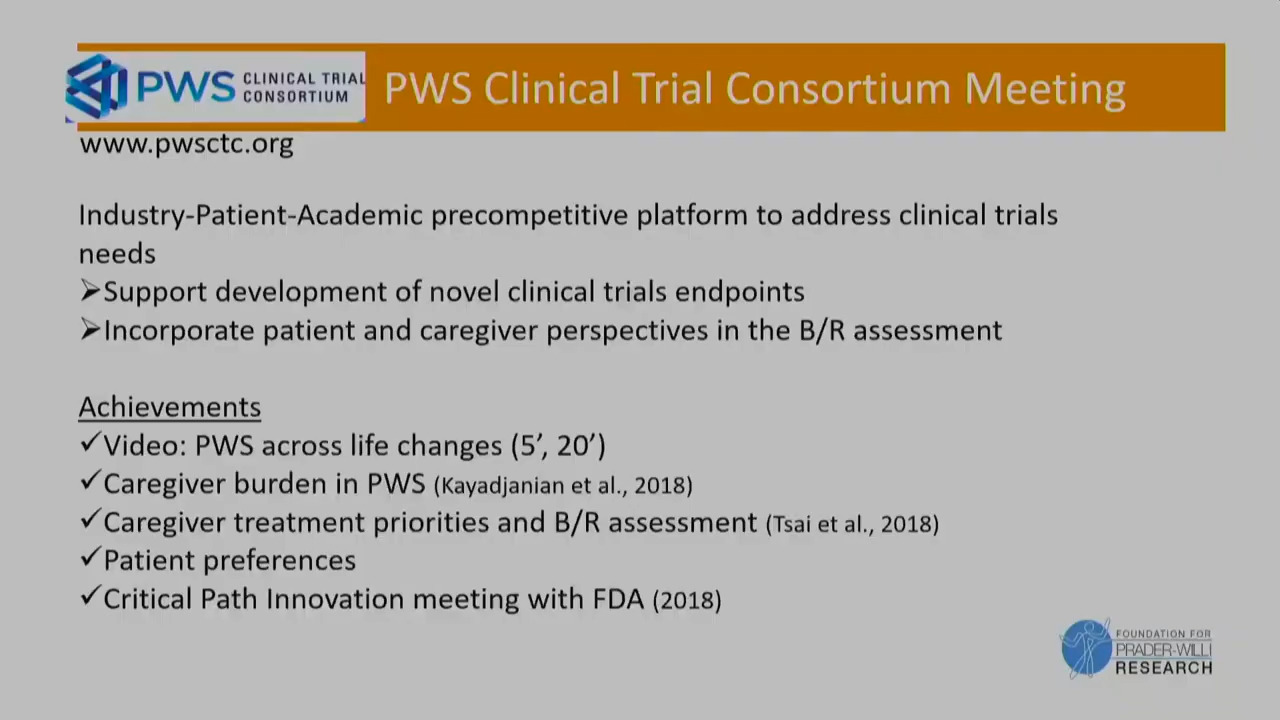 PWS CLINICAL TRIAL CONSORTIUM
PWS Clinical Trial Consortium Meeting
www.pwsctc.org
Industry-Patient-Academic precompetitive platform to address clinical trials
needs
➢Support development of novel clinical trials endpoints
➢Incorporate patient and caregiver perspectives in the B/R assessment
Achievements
✓Video: PWS across life changes (5’, 20’)
✓Caregiver burden in PWS (Kayadjanian et al., 2018)
✓Caregiver treatment priorities and B/R assessment (Tsai et al., 2018)
✓Patient preferences
✓Critical Path Innovation meeting with FDA (2018)
FOUNDATION FOR
PRADER-WILLI
RESEARCH